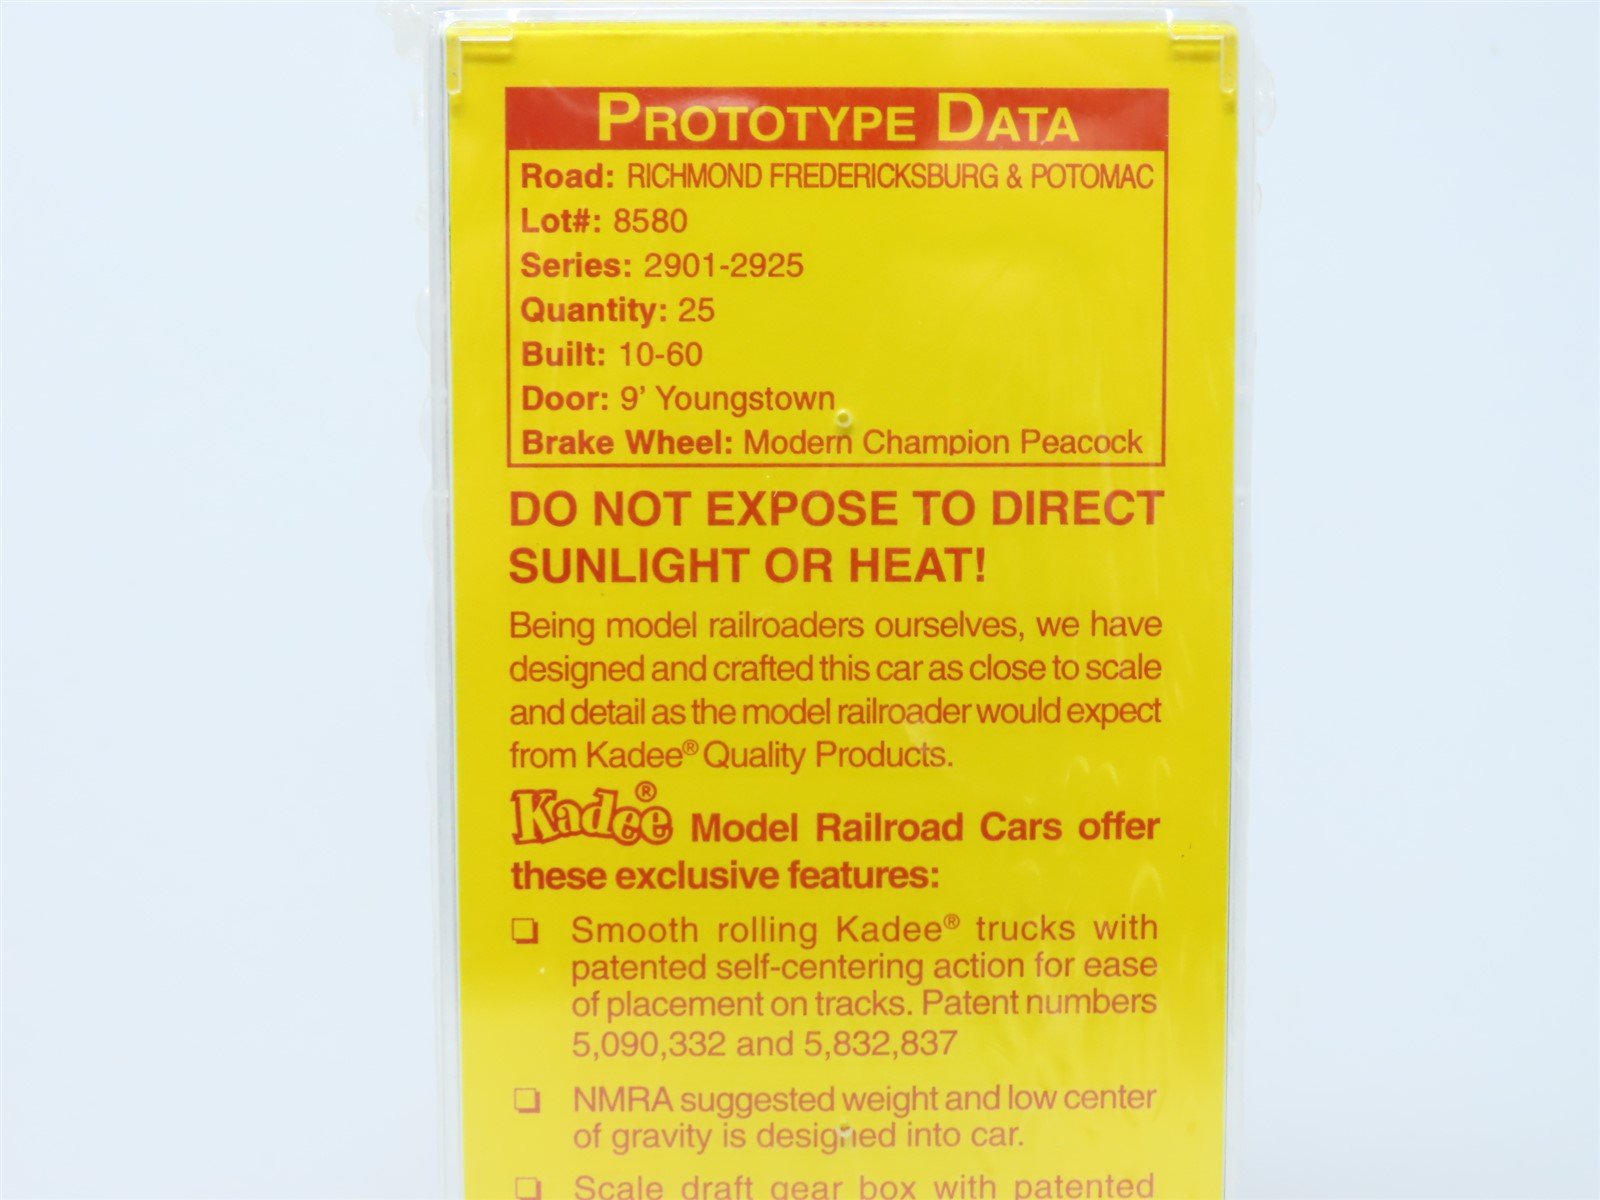 PROTOTYPE DATA
Road: RICHMOND FREDERICKSBURG & POTOMAC
Lot#: 8580
Series: 2901-2925
Quantity: 25
Built: 10-60
Door: 9' Youngstown
Brake Wheel: Modern Champion Peacock
DO NOT EXPOSE TO DIRECT
SUNLIGHT OR HEAT!
Being model railroaders ourselves, we have
designed and crafted this car as close to scale
and detail as the model railroader would expect
from Kadee® Quality Products.
Kadee® Model Railroad Cars offer
these exclusive features:
❏ Smooth rolling Kadee® trucks with
patented self-centering action for ease
of placement on tracks. Patent numbers
5,090,332 and 5,832,837
❏ NMRA suggested weight and low center
of gravity is designed into car.
❏ Scale draft gear box with patented